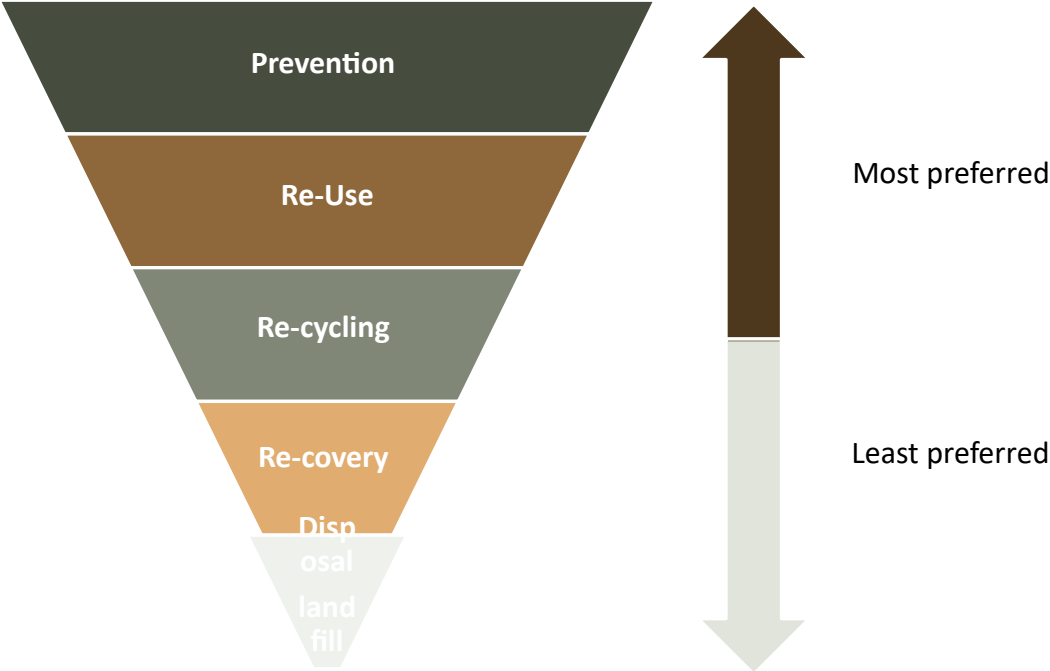 Prevention
Most preferred
Re-Use
Re-cycling
Re-covery
Least preferred
Disp
osal
land
fill